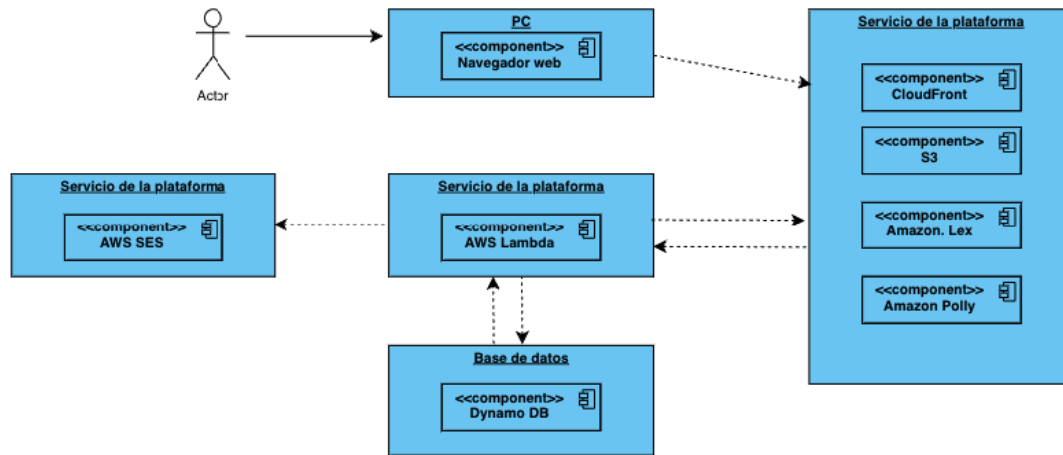 PC
<<component>>
Navegador web
Actor
Servicio de la plataforma
<<component>>
CloudFront
<<component>>
S3
<<component>>
Amazon. Lex
<<component>>
Amazon Polly
Servicio de la plataforma
<<component>>
AWS SES
Servicio de la plataforma
<<component>>
AWS Lambda
Base de datos
<<component>>
Dynamo DB